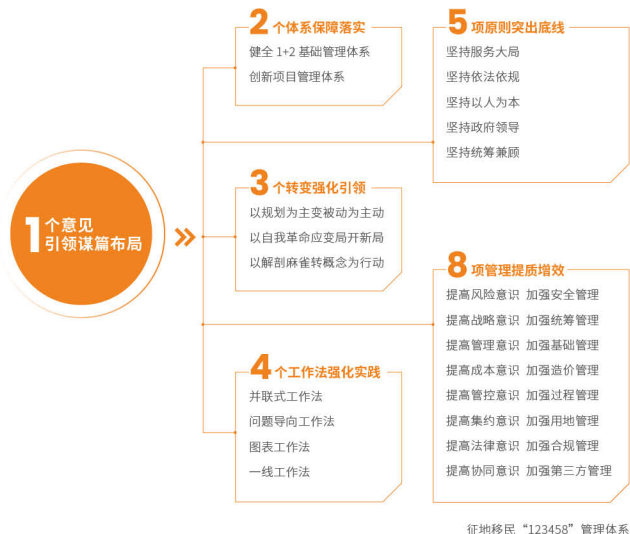 1个意见
引领谋篇布局
2个体系保障落实
健全 1+2 基础管理体系
创新项目管理体系
5项原则突出底线
坚持服务大局
坚持依法依规
坚持以人为本
坚持政府领导
坚持统筹兼顾
3个转变强化引领
以规划为主变被动为主动
以自我革命应变局开新局
以解剖麻雀转概念为行动
8项管理提质增效
提高风险意识 加强安全管理
提高战略意识 加强统筹管理
提高管理意识 加强基础管理
提高成本意识 加强造价管理
提高管控意识 加强过程管理
提高集约意识 加强用地管理
提高法律意识 加强合规管理
提高协同意识 加强第三方管理
4个工作法强化实践
并联式工作法
问题导向工作法
图表工作法
一线工作法
征地移民“123458”管理体系